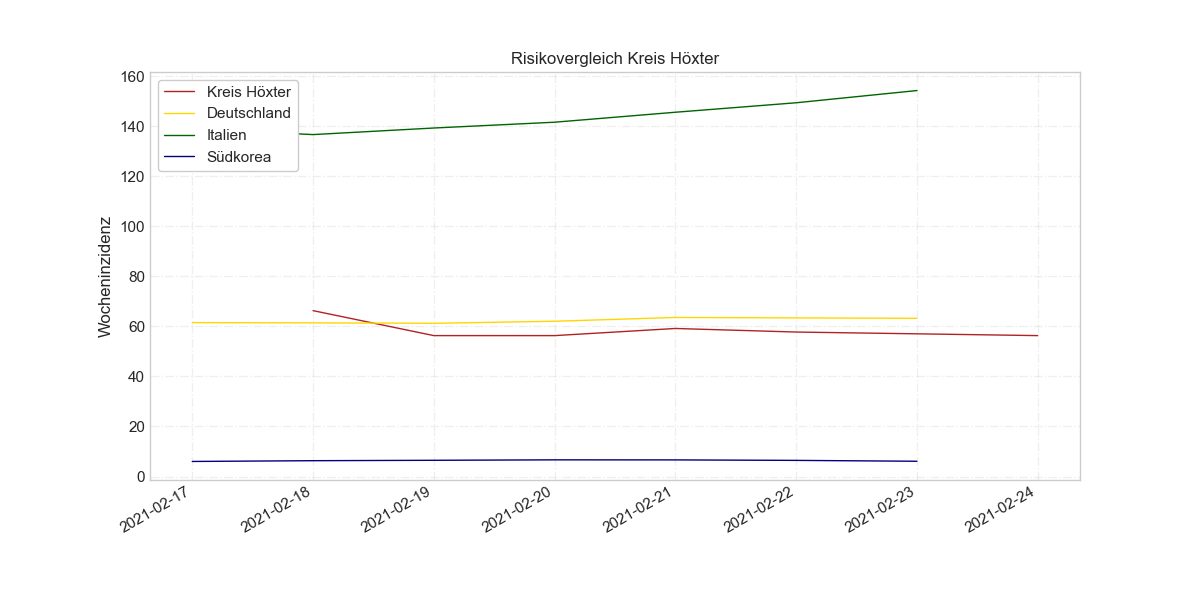 Risikovergleich Kreis Höxter
Kreis Höxter
Deutschland
Italien
Südkorea
Wocheninzidenz
160
140
120
100
80
60
40
20
0
2021-02-17
2021-02-18
2021-02-19
2021-02-20
2021-02-21
2021-02-22
2021-02-23
2021-02-24